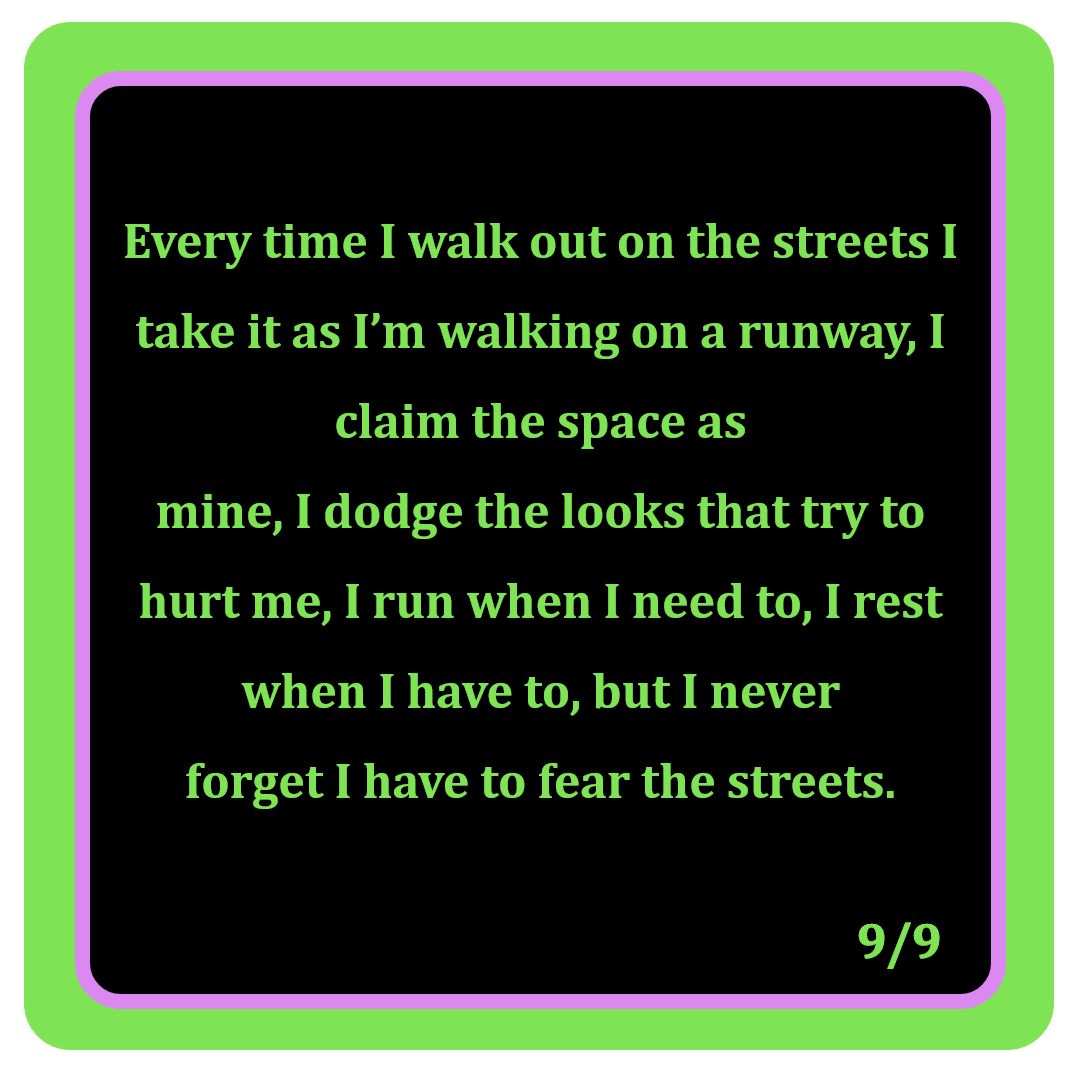 Every time I walk out on the streets I
take it as I’m walking on a runway, I
claim the space as
mine, I dodge the looks that try to
hurt me, I run when I need to, I rest
when I have to, but I never
forget I have to fear the streets.
9/9